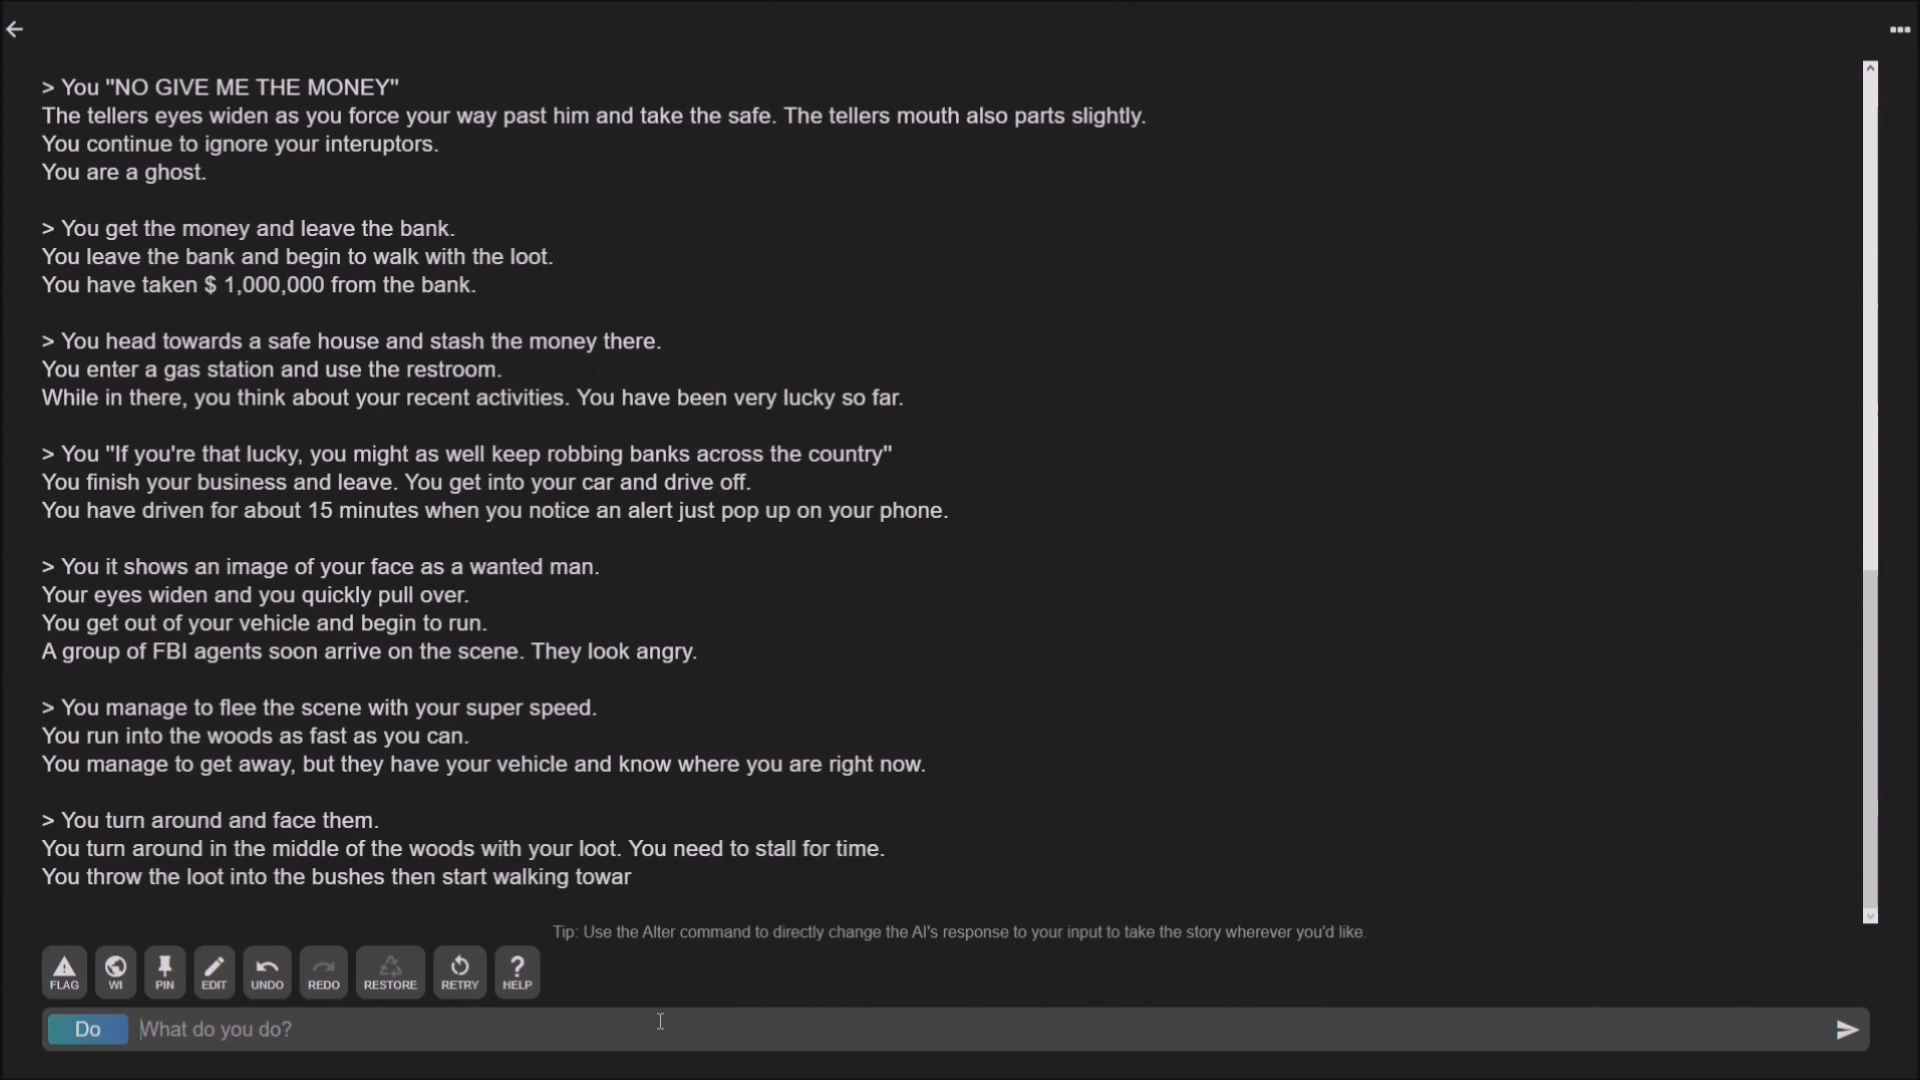 > You "NO GIVE ME THE MONEY"
The tellers eyes widen as you force your way past him and take the safe. The tellers mouth also parts slightly.
You continue to ignore your interuptors.
You are a ghost.
> You get the money and leave the bank.
You leave the bank and begin to walk with the loot.
You have taken $ 1,000,000 from the bank.
> You head towards a safe house and stash the money there.
You enter a gas station and use the restroom.
While in there, you think about your recent activities. You have been very lucky so far.
> You "If you're that lucky, you might as well keep robbing banks across the country"
You finish your business and leave. You get into your car and drive off.
You have driven for about 15 minutes when you notice an alert just pop up on your phone.
> You it shows an image of your face as a wanted man.
Your eyes widen and you quickly pull over.
You get out of your vehicle and begin to run.
A group of FBI agents soon arrive on the scene. They look angry.
> You manage to flee the scene with your super speed.
You run into the woods as fast as you can.
You manage to get away, but they have your vehicle and know where you are right now.
> You turn around and face them.
You turn around in the middle of the woods with your loot. You need to stall for time.
You throw the loot into the bushes then start walking towar
Tip: Use the Alter command to directly change the AI's response to your input to take the story wherever you'd like.
FLAG WI PIN EDIT UNDO REDO RESTORE RETRY HELP
Do What do you do?